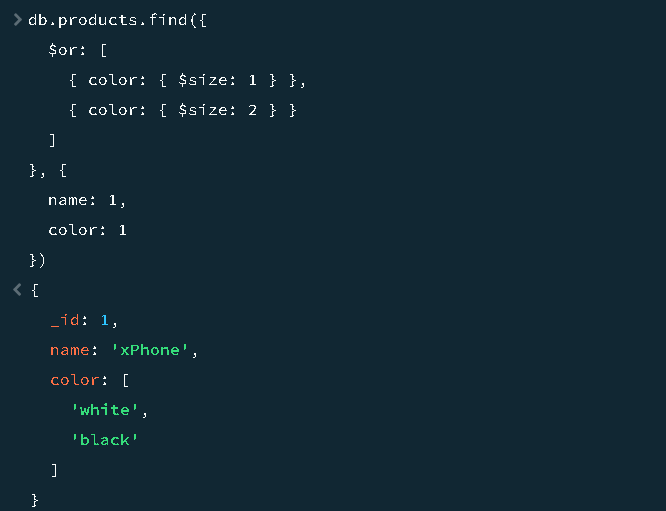 > db.products.find({
$or: [
{ color: { $size: 1 } },
{ color: { $size: 2 } }
]
}, {
name: 1,
color: 1
})
< {
_id: 1,
name: 'xPhone',
color: [
'white',
'black'
]
}